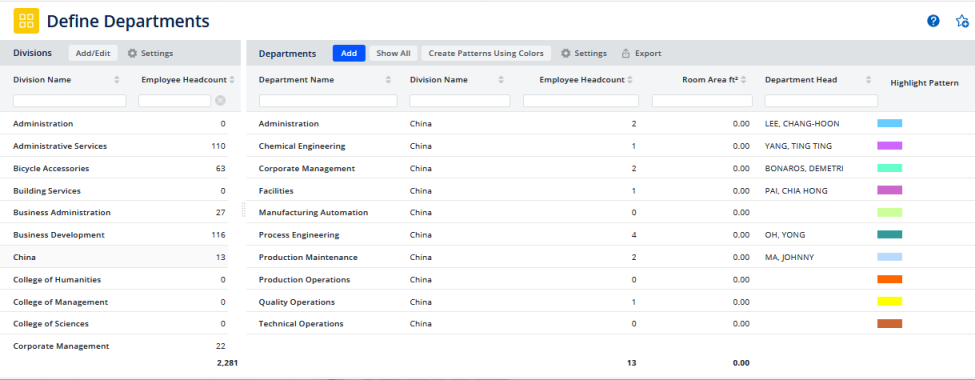 Define Departments
?
Divisions Add/Edit Settings Departments Add Show All Create Patterns Using Colors Settings Export
Division Name Employee Headcount Department Name Division Name Employee Headcount Room Area ft² Department Head Highlight Pattern
Administration 0 Administration China 2 0.00 LEE, CHANG-HOON
Administrative Services 110 Chemical Engineering China 1 0.00 YANG, TING TING
Bicycle Accessories 63 Corporate Management China 2 0.00 BONAROS, DEMETRI
Building Services 0 Facilities China 1 0.00 PAI, CHIA HONG
Business Administration 27 Manufacturing Automation China 0 0.00
Business Development 116 Process Engineering China 4 0.00 OH, YONG
China 13 Production Maintenance China 2 0.00 MA, JOHNNY
College of Humanities 0 Production Operations China 0 0.00
College of Management 0 Quality Operations China 1 0.00
College of Sciences 0 Technical Operations China 0 0.00
Corporate Management 22
2,281 13 0.00